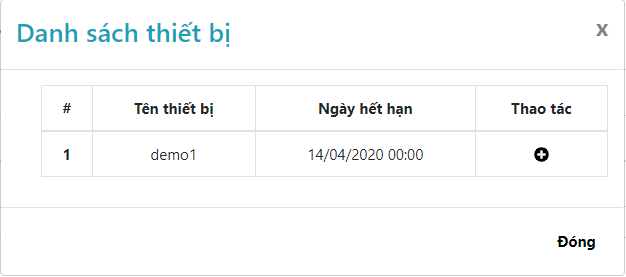 Danh sách thiết bị
x
# Tên thiết bị Ngày hết hạn Thao tác
1 demo1 14/04/2020 00:00
Đóng